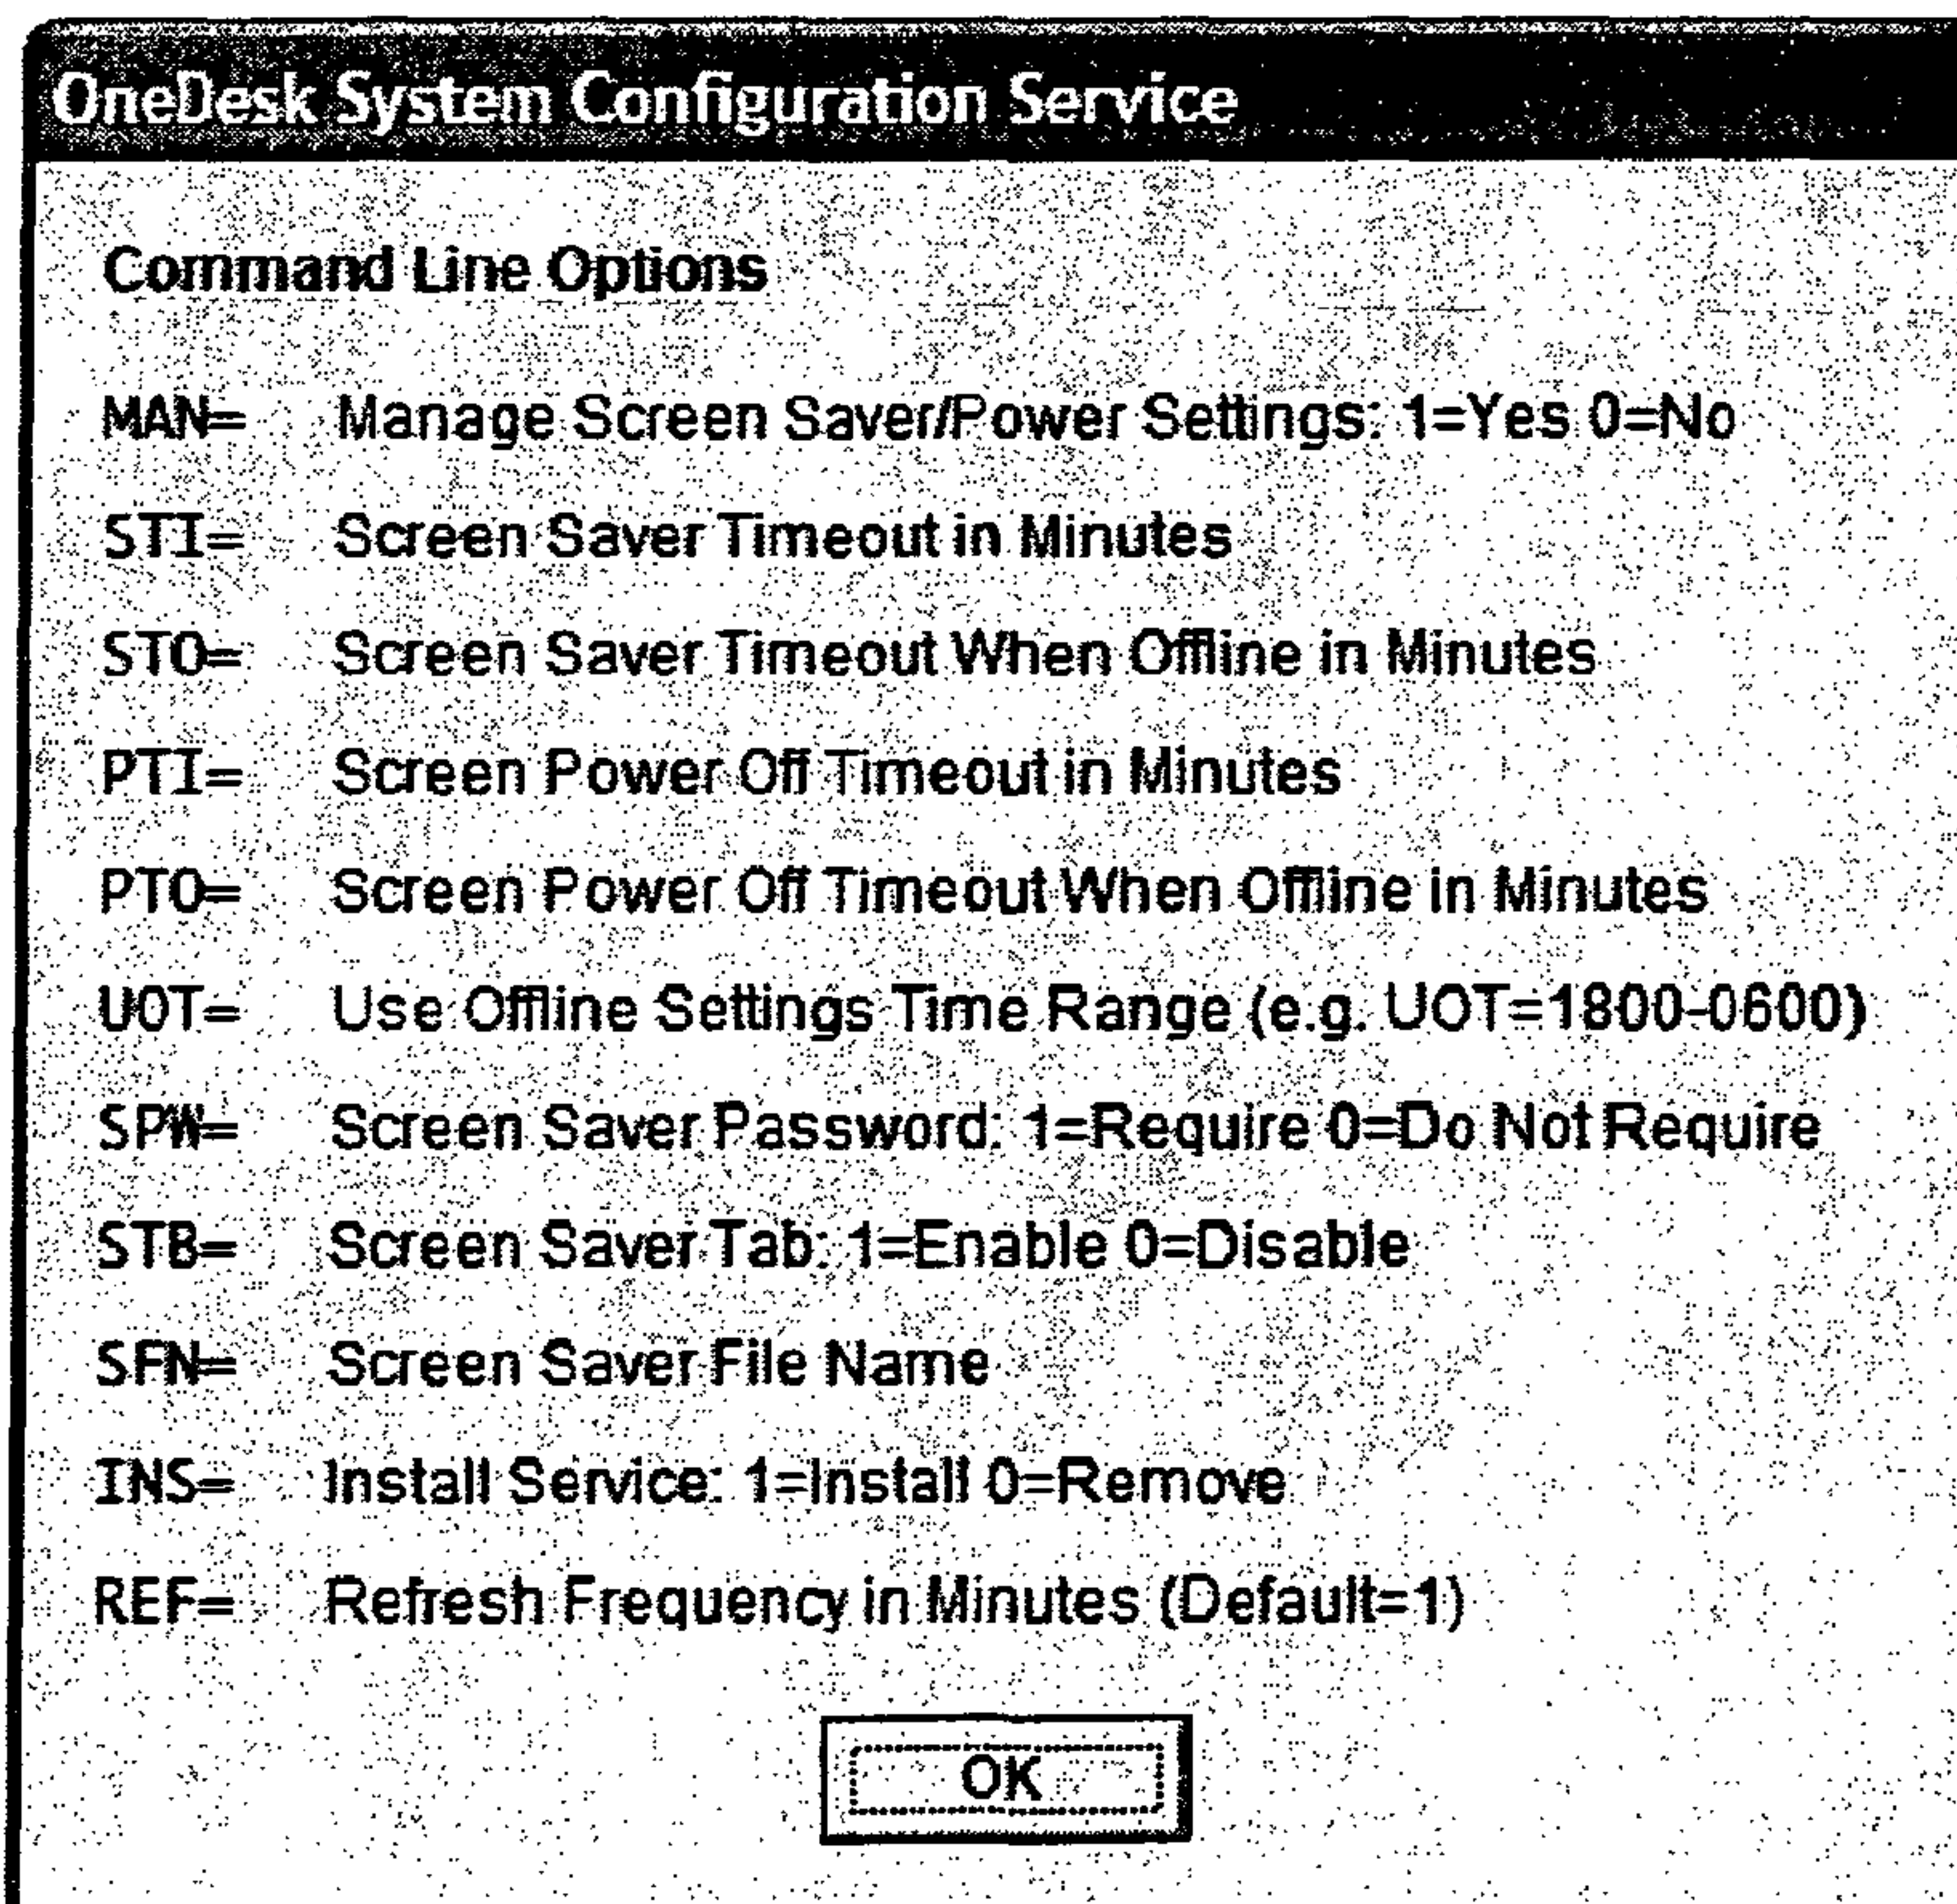 OneDesk System Configuration Service
Command Line Options
MAN= Manage Screen Saver/Power Settings: 1=Yes 0=No
STI= Screen Saver Timeout in Minutes
STO= Screen Saver Timeout When Offline in Minutes
PTI= Screen Power Off Timeout in Minutes
PTO= Screen Power Off Timeout When Offline in Minutes
UOT= Use Offline Settings Time Range (e.g. UOT=1800-0600)
SPW= Screen Saver Password: 1=Require 0=Do Not Require
STB= Screen Saver Tab: 1=Enable 0=Disable
SFN= Screen Saver File Name
INS= Install Service: 1=Install 0=Remove
REF= Refresh Frequency in Minutes (Default=1)
OK